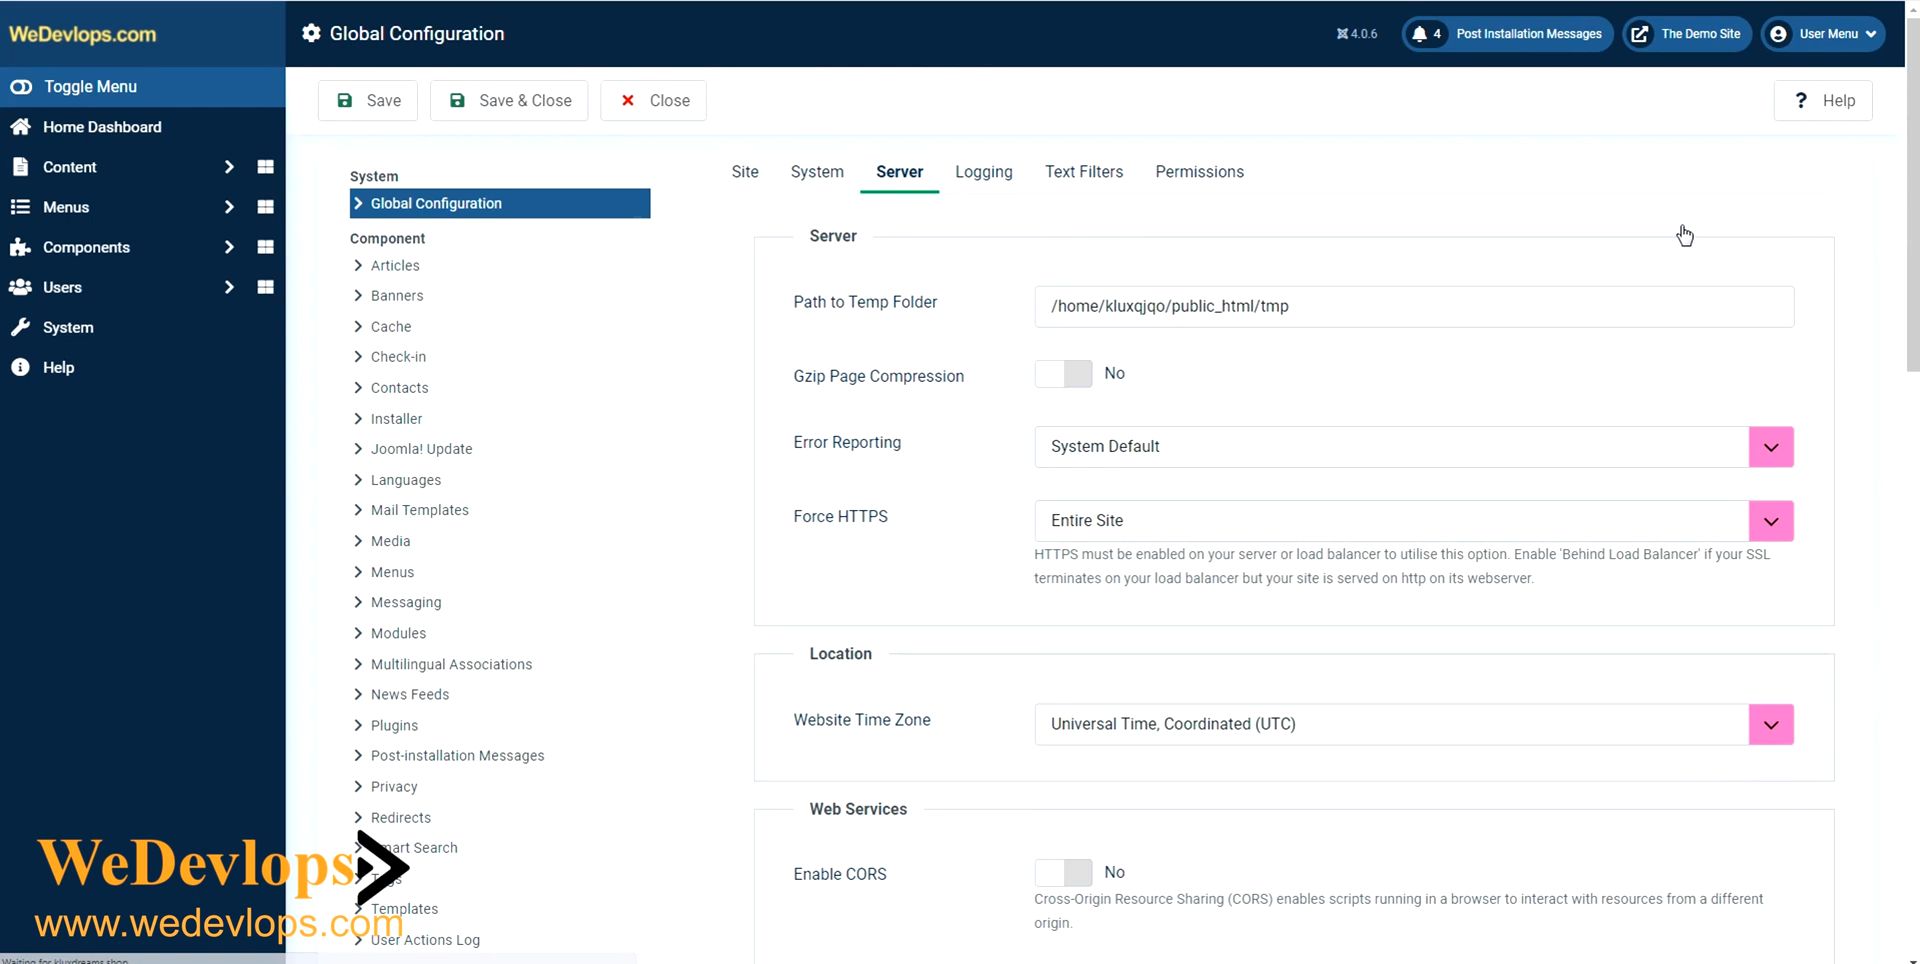 WeDevlops.com
Toggle Menu
Home Dashboard
Content
Menus
Components
Users
System
Help
Global Configuration
4.0.6
4 Post Installation Messages
The Demo Site
User Menu
Save
Save & Close
Close
? Help
System
Global Configuration
Component
Articles
Banners
Cache
Check-in
Contacts
Installer
Joomla! Update
Languages
Mail Templates
Media
Menus
Messaging
Modules
Multilingual Associations
News Feeds
Plugins
Post-installation Messages
Privacy
Redirects
Search
Templates
User Actions Log
Site System Server Logging Text Filters Permissions
Server
Path to Temp Folder
/home/kluxqjqo/public_html/tmp
Gzip Page Compression
No
Error Reporting
System Default
Force HTTPS
Entire Site
HTTPS must be enabled on your server or load balancer to utilise this option. Enable 'Behind Load Balancer' if your SSL
terminates on your load balancer but your site is served on http on its webserver.
Location
Website Time Zone
Universal Time, Coordinated (UTC)
Web Services
Enable CORS
No
Cross-Origin Resource Sharing (CORS) enables scripts running in a browser to interact with resources from a different
origin.
WeDevlops
www.wedevlops.com